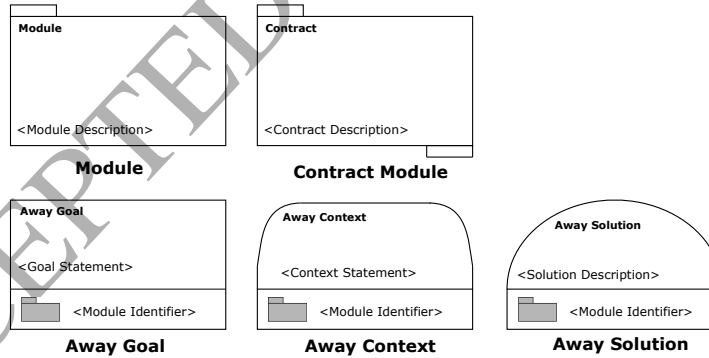 Module
Contract
<Module Description>
<Contract Description>
Module
Contract Module
Away Goal
Away Context
Away Solution
<Goal Statement>
<Context Statement>
<Solution Description>
<Module Identifier>
<Module Identifier>
<Module Identifier>
Away Goal
Away Context
Away Solution
CEPTED